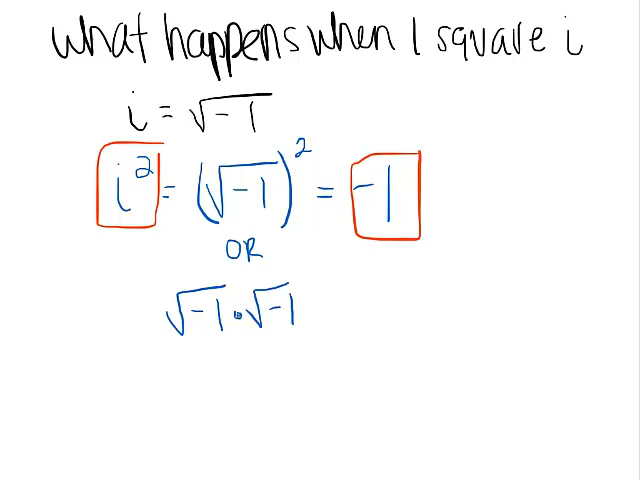 what happens when I square i
i = √-1
i² = (√-1)² = -1
OR
√-1 · √-1